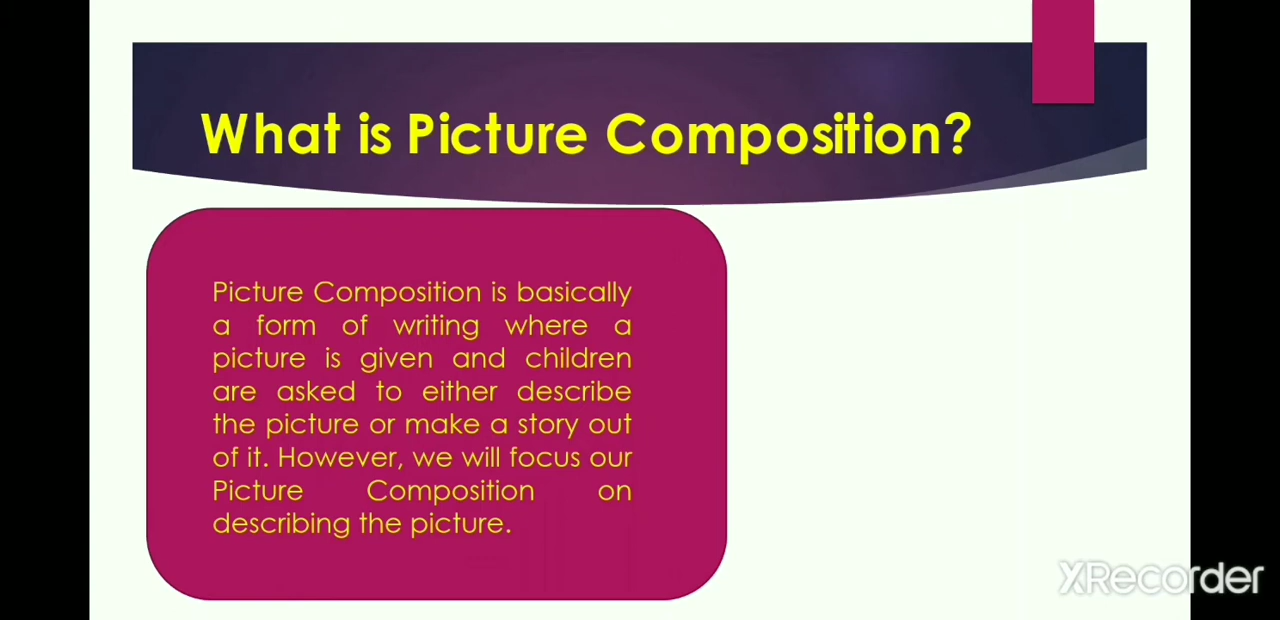 What is Picture Composition?
Picture Composition is basically
a form of writing where a
picture is given and children
are asked to either describe
the picture or make a story out
of it. However, we will focus our
Picture Composition on
describing the picture.
XRecorder